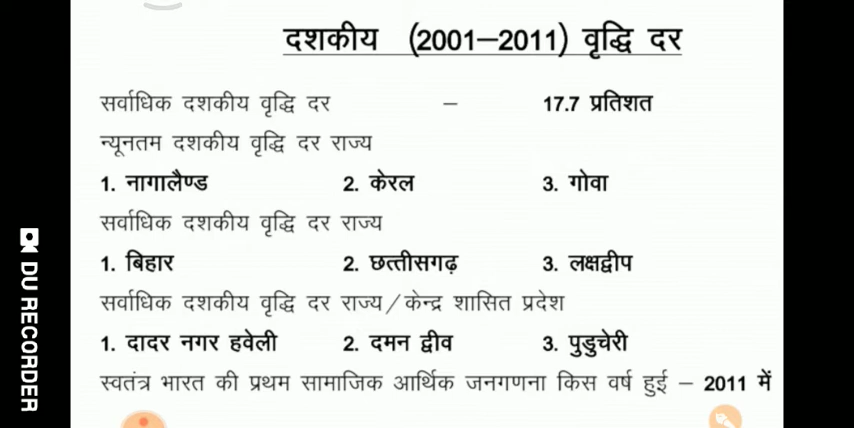 दशकीय (2001–2011) वृद्धि दर
सर्वाधिक दशकीय वृद्धि दर – 17.7 प्रतिशत
न्यूनतम दशकीय वृद्धि दर राज्य
1. नागालैण्ड 2. केरल 3. गोवा
सर्वाधिक दशकीय वृद्धि दर राज्य
1. बिहार 2. छत्तीसगढ़ 3. लक्षद्वीप
सर्वाधिक दशकीय वृद्धि दर राज्य/केन्द्र शासित प्रदेश
1. दादर नगर हवेली 2. दमन द्वीव 3. पुडुचेरी
स्वतंत्र भारत की प्रथम सामाजिक आर्थिक जनगणना किस वर्ष हुई – 2011 में
DU RECORDER